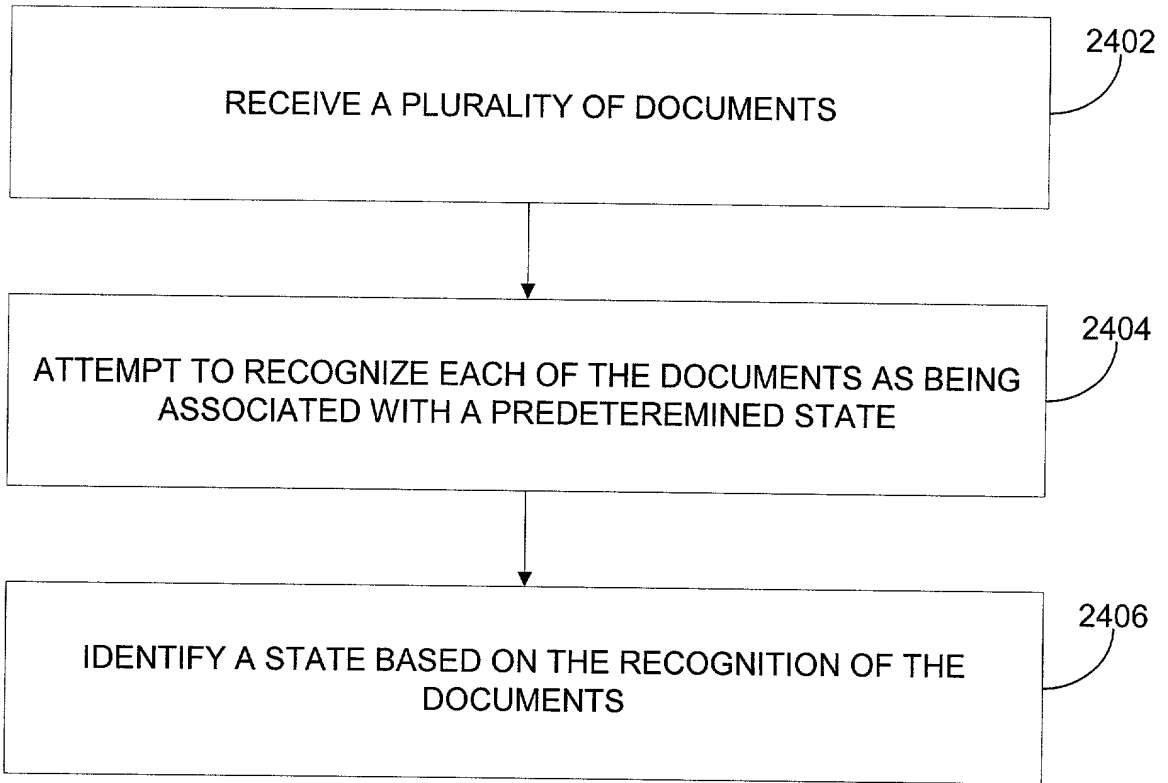 2402
RECEIVE A PLURALITY OF DOCUMENTS
2404
ATTEMPT TO RECOGNIZE EACH OF THE DOCUMENTS AS BEING
ASSOCIATED WITH A PREDETEREMINED STATE
2406
IDENTIFY A STATE BASED ON THE RECOGNITION OF THE
DOCUMENTS